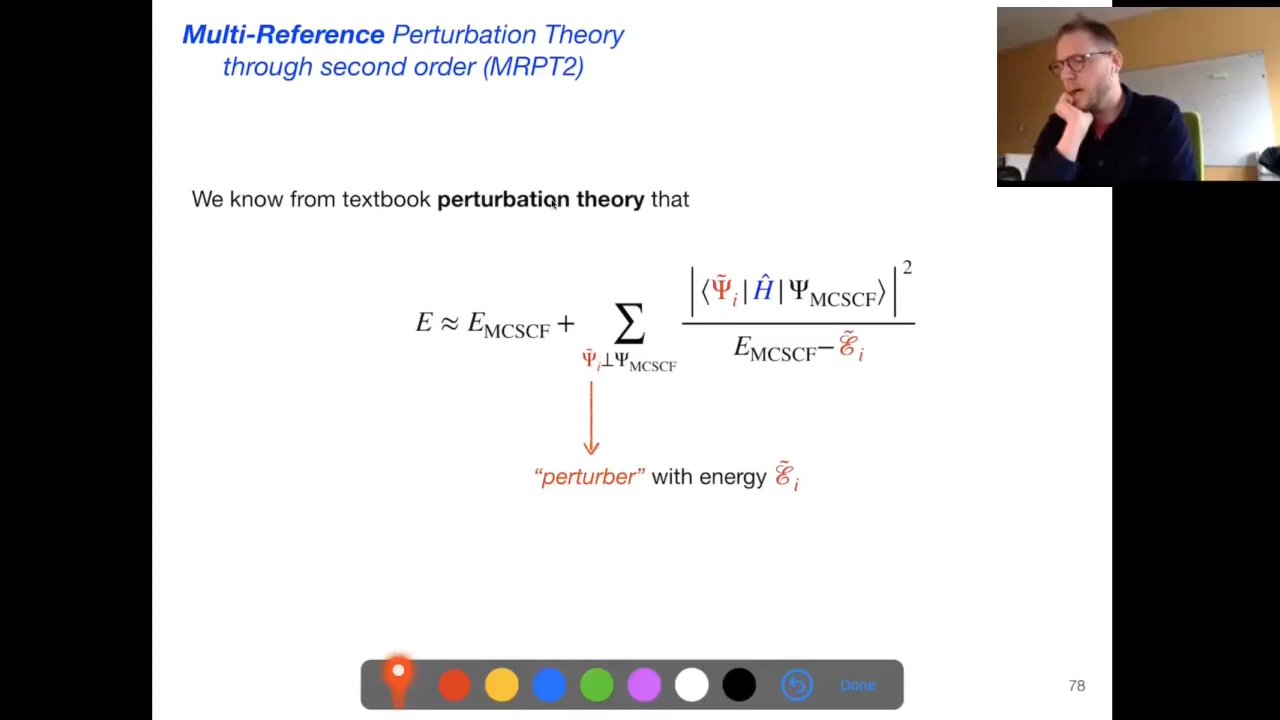 Multi-Reference Perturbation Theory
through second order (MRPT2)
We know from textbook perturbation theory that
E ≈ E_MCSCF + ∑_{Ψ̃_i ⊥ Ψ_MCSCF} |⟨Ψ̃_i|Ĥ|Ψ_MCSCF⟩|² / (E_MCSCF − ℰ̃_i)
“perturber” with energy ℰ̃_i
Done
78